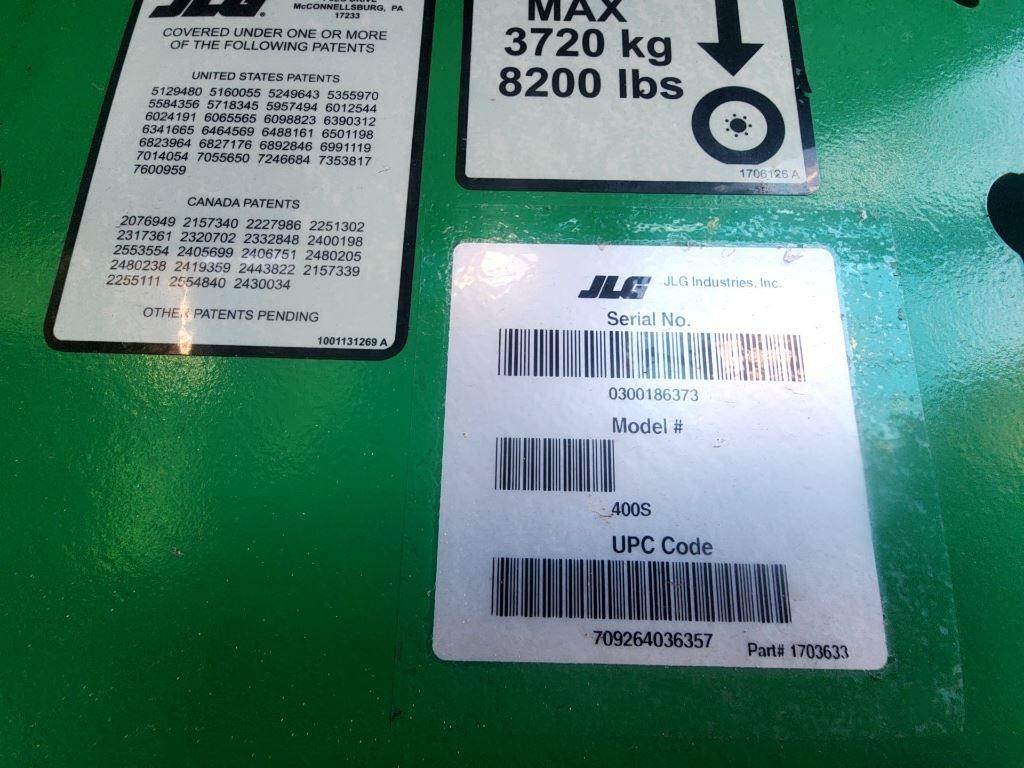 JLG
McCONNELLSBURG, PA
17233
COVERED UNDER ONE OR MORE
OF THE FOLLOWING PATENTS
UNITED STATES PATENTS
5129480 5160055 5249643 5355970
5584356 5718345 5957494 6012544
6024191 6065565 6098823 6390312
6341665 6464569 6488161 6501198
6823964 6827176 6892846 6991119
7014054 7055650 7246684 7353817
7600959
CANADA PATENTS
2076949 2157340 2227986 2251302
2317361 2320702 2332848 2400198
2553554 2405699 2406751 2480205
2480238 2419359 2443822 2157339
2255111 2554840 2430034
OTHER PATENTS PENDING
1001131269 A
MAX
3720 kg
8200 lbs
1706126 A
JLG JLG Industries, Inc.
Serial No.
0300186373
Model #
400S
UPC Code
709264036357
Part# 1703633